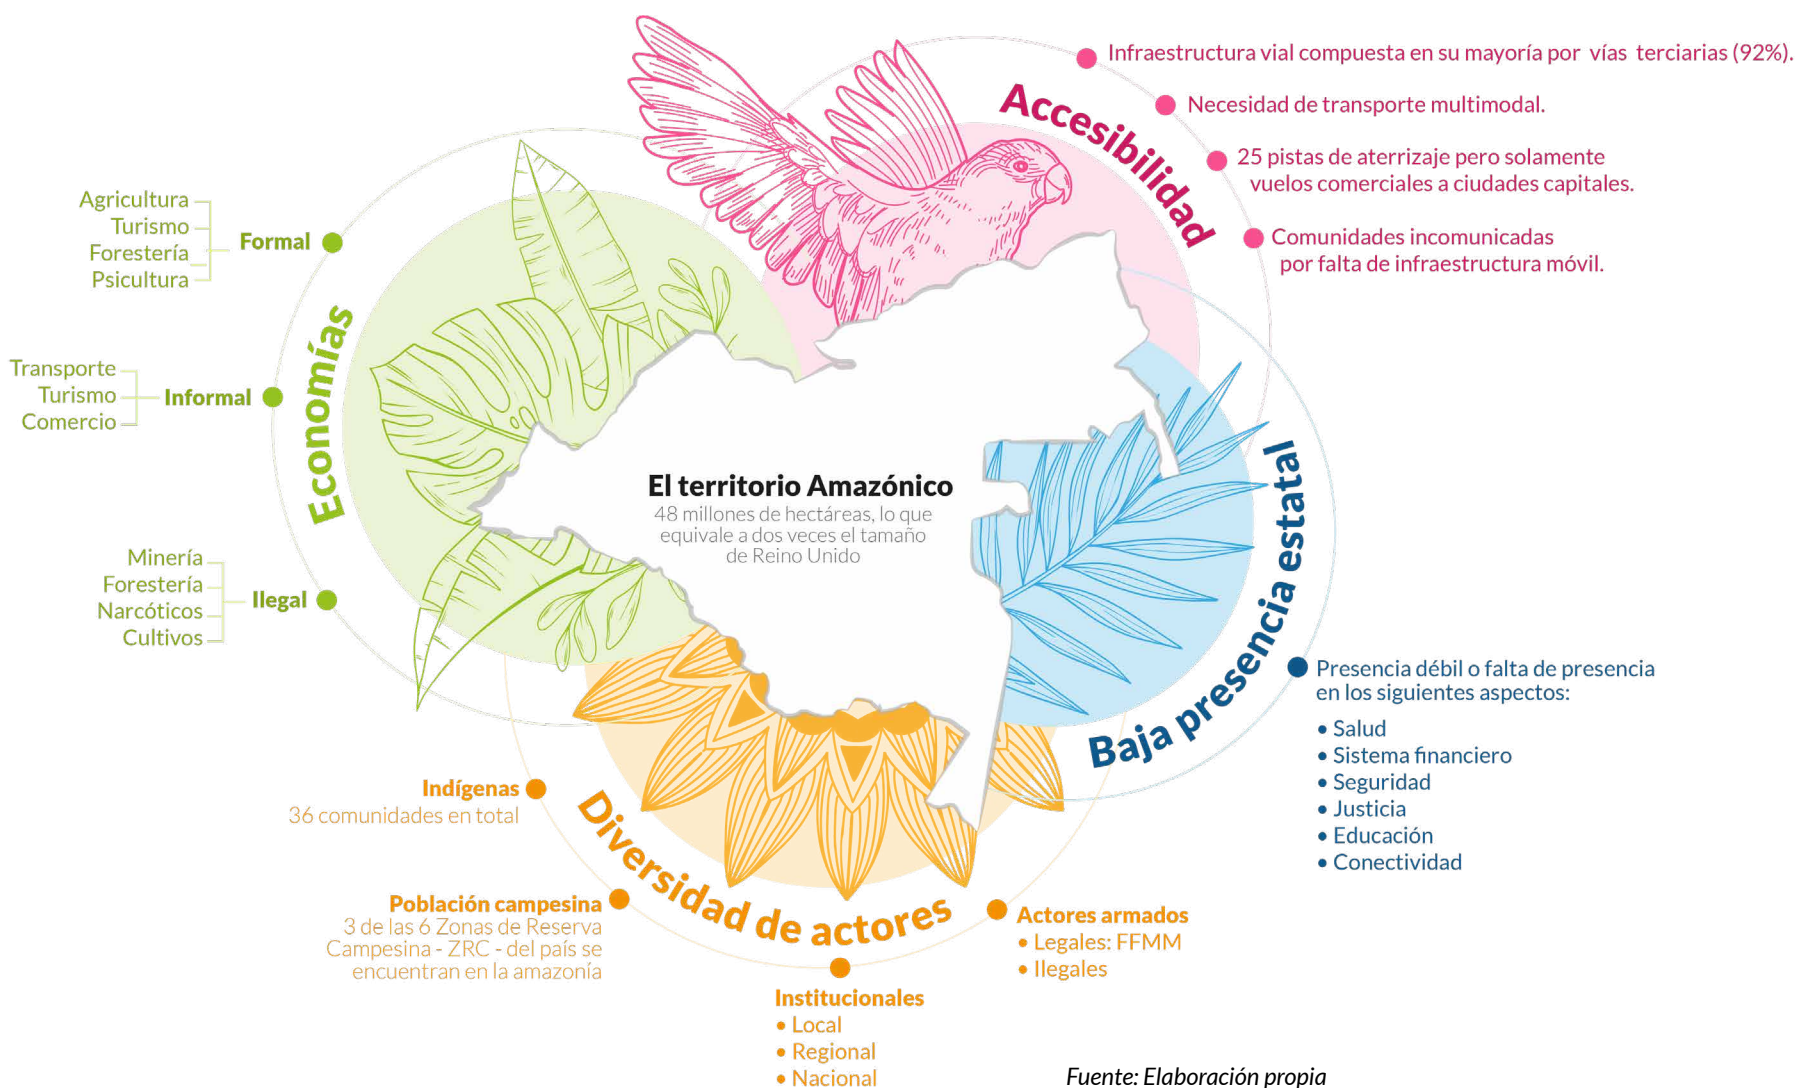 Accesibilidad
Infraestructura vial compuesta en su mayoría por vías terciarias (92%).
Necesidad de transporte multimodal.
25 pistas de aterrizaje pero solamente
vuelos comerciales a ciudades capitales.
Comunidades incomunicadas
por falta de infraestructura móvil.
Economías
Agricultura
Turismo
Forestería
Psicultura
Formal
Transporte
Turismo
Comercio
Informal
Minería
Forestería
Narcóticos
Cultivos
Ilegal
El territorio Amazónico
48 millones de hectáreas, lo que
equivale a dos veces el tamaño
de Reino Unido
Baja presencia estatal
Presencia débil o falta de presencia
en los siguientes aspectos:
• Salud
• Sistema financiero
• Seguridad
• Justicia
• Educación
• Conectividad
Diversidad de actores
Indígenas
36 comunidades en total
Población campesina
3 de las 6 Zonas de Reserva
Campesina - ZRC - del país se
encuentran en la amazonía
Institucionales
• Local
• Regional
• Nacional
Actores armados
• Legales: FFMM
• Ilegales
Fuente: Elaboración propia